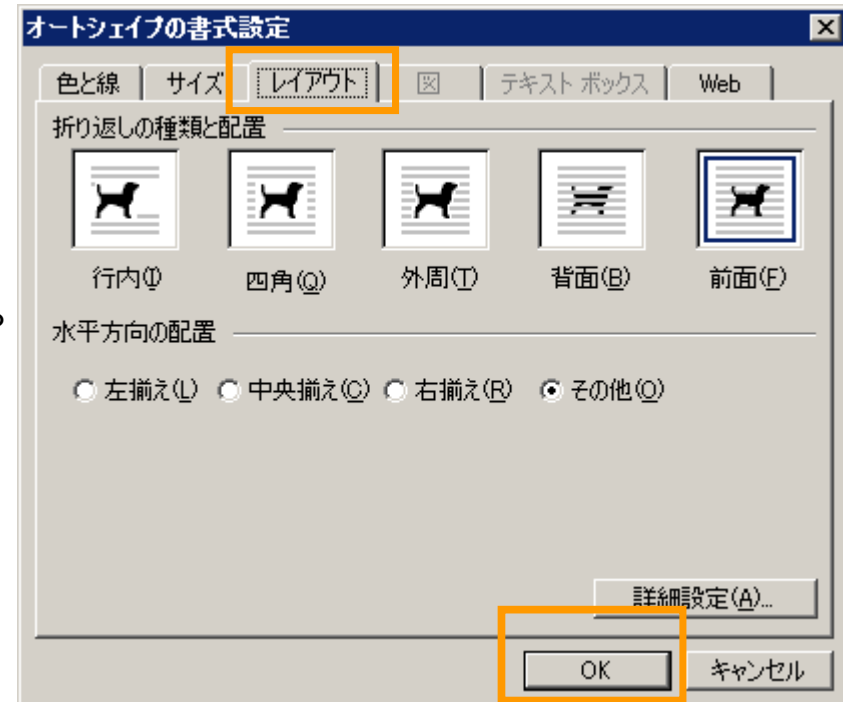 オートシェイプの書式設定
色と線 サイズ レイアウト 図 テキスト ボックス Web
折り返しの種類と配置
行内(I) 四角(Q) 外周(T) 背面(B) 前面(F)
。
水平方向の配置
左揃え(L) 中央揃え(C) 右揃え(R) その他(O)
詳細設定(A)...
OK キャンセル